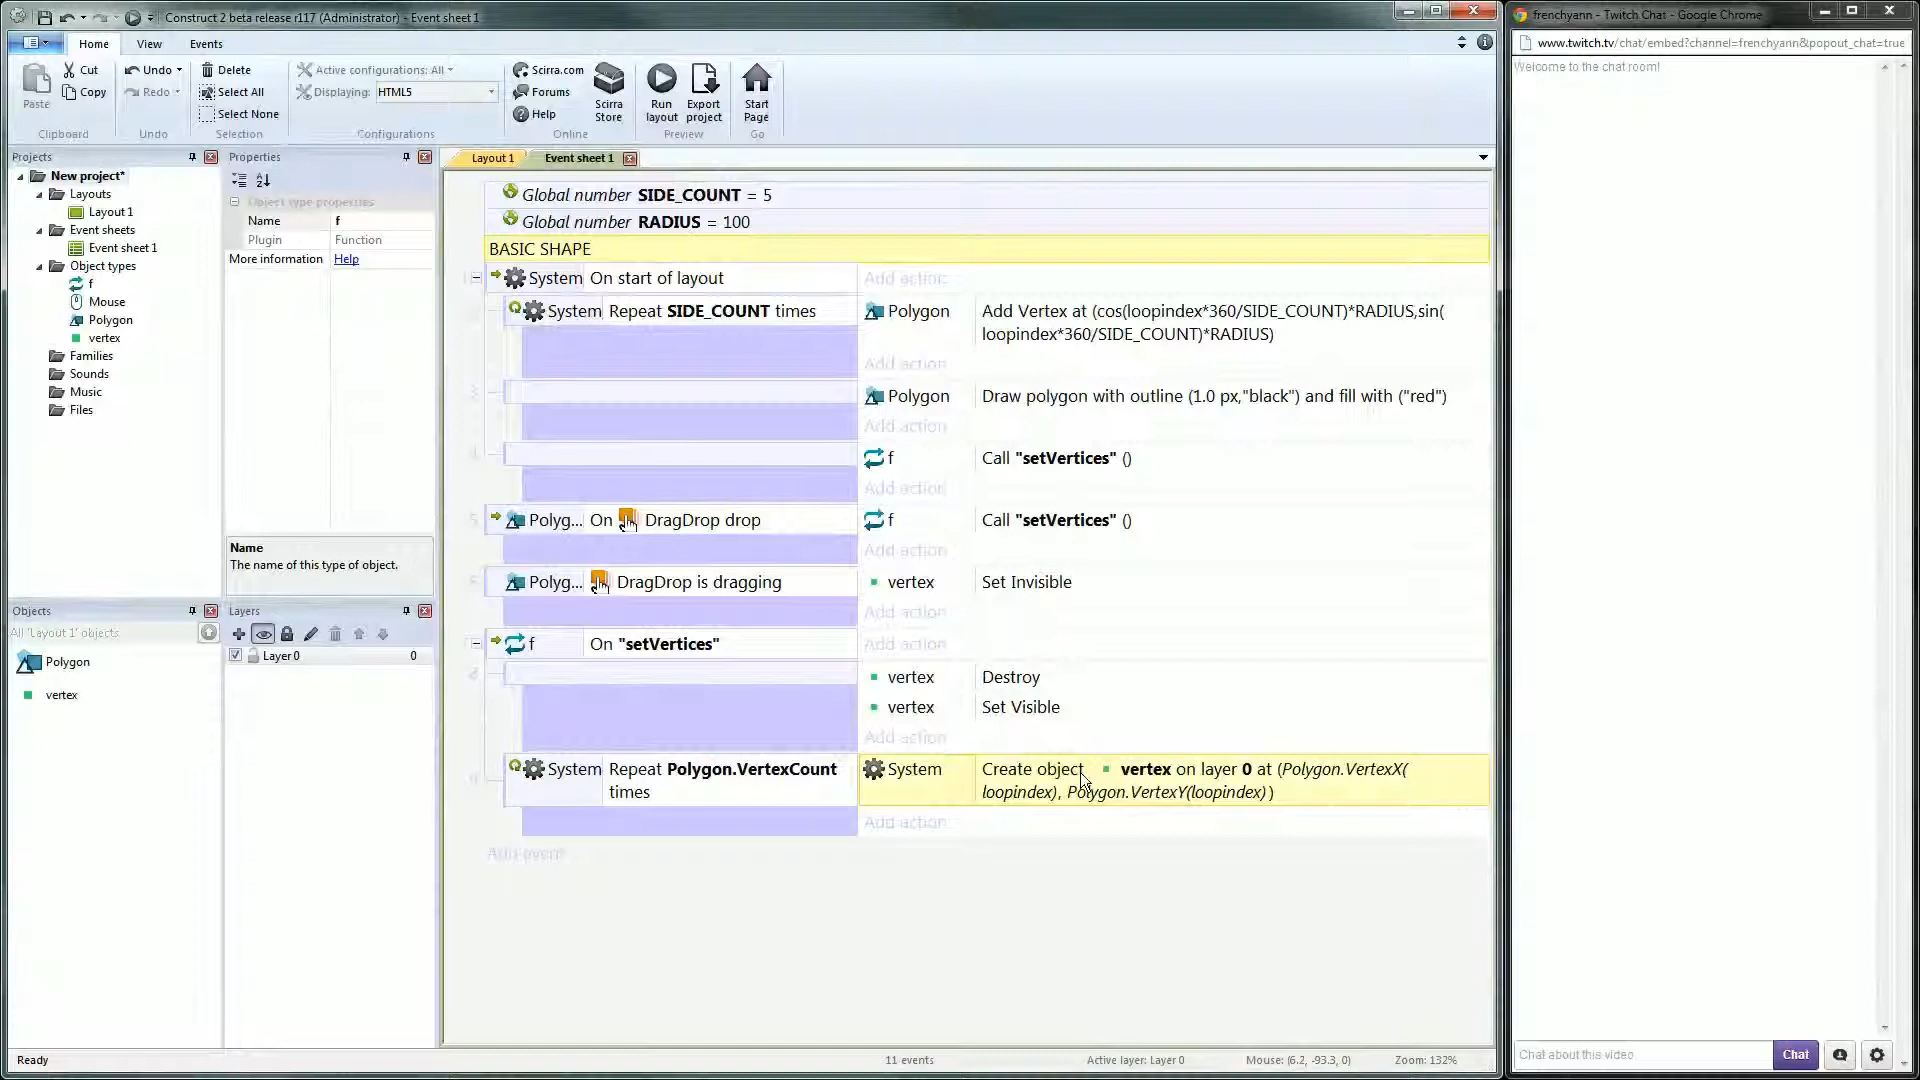 Construct 2 beta release r117 (Administrator) - Event sheet 1
Home
View
Events
Paste
Cut
Copy
Clipboard
Undo
Redo
Undo
Delete
Select All
Select None
Selection
Active configurations: All
Displaying:
HTML5
Configurations
Scirra.com
Forums
Help
Scirra
Store
Online
Run
layout
Export
project
Preview
Start
Page
Go
Projects
New project*
Layouts
Layout 1
Event sheets
Event sheet 1
Object types
f
Mouse
Polygon
vertex
Families
Sounds
Music
Files
Properties
Object type properties
Name
f
Plugin
Function
More information
Help
Name
The name of this type of object.
Objects
All 'Layout 1' objects
Polygon
vertex
Layers
Layer 0
0
Layout 1
Event sheet 1
Global number SIDE_COUNT = 5
Global number RADIUS = 100
BASIC SHAPE
System On start of layout
Add action
System Repeat SIDE_COUNT times
Polygon Add Vertex at (cos(loopindex*360/SIDE_COUNT)*RADIUS,sin(
loopindex*360/SIDE_COUNT)*RADIUS)
Add action
Polygon Draw polygon with outline (1.0 px,"black") and fill with ("red")
Add action
f Call "setVertices" ()
Add action
5 Polyg... On DragDrop drop
f Call "setVertices" ()
Add action
Polyg... DragDrop is dragging
vertex Set Invisible
Add action
f On "setVertices"
Add action
vertex Destroy
vertex Set Visible
Add action
System Repeat Polygon.VertexCount
times
System Create object vertex on layer 0 at (Polygon.VertexX(
loopindex), Polygon.VertexY(loopindex))
Add action
Add event
Ready
11 events
Active layer: Layer 0
Mouse: (6.2, -93.3, 0)
Zoom: 132%
frenchyann - Twitch Chat - Google Chrome
www.twitch.tv/chat/embed?channel=frenchyann&popout_chat=true
Welcome to the chat room!
Chat about this video
Chat